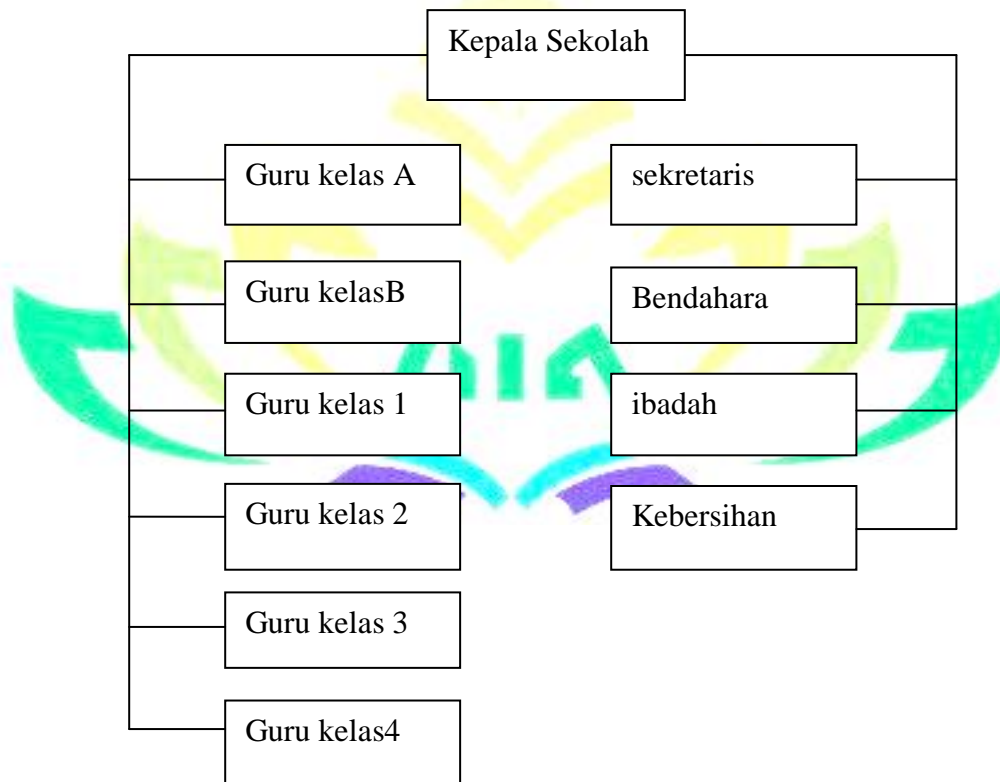 Kepala Sekolah
Guru kelas A
sekretaris
Guru kelasB
Bendahara
Guru kelas 1
ibadah
Guru kelas 2
Kebersihan
Guru kelas 3
Guru kelas4